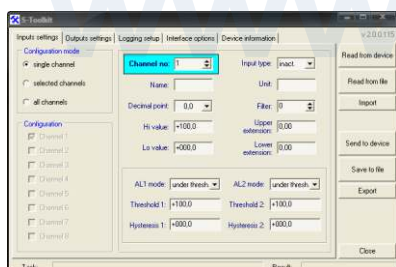 S-Toolkit
Inputs settings Outputs settings Logging setup Interface options Device information
v 2.0.0.115
Configuration mode
single channel
selected channels
all channels
Configuration
Channel 1
Channel 2
Channel 3
Channel 4
Channel 5
Channel 6
Channel 7
Channel 8
Channel no: 1 Input type: inact.
Name: Unit:
Decimal point: 0,0 Filter: 0
Hi value: +100,0 Upper extension: 0,00
Lo value: +000,0 Lower extension: 0,00
AL1 mode: under thresh. AL2 mode: under thresh.
Threshold 1: +100,0 Threshold 2: +100,0
Hysteresis 1: +000,0 Hysteresis 2: +000,0
Read from device
Read from file
Import
Send to device
Save to file
Export
Close
Task: Result: